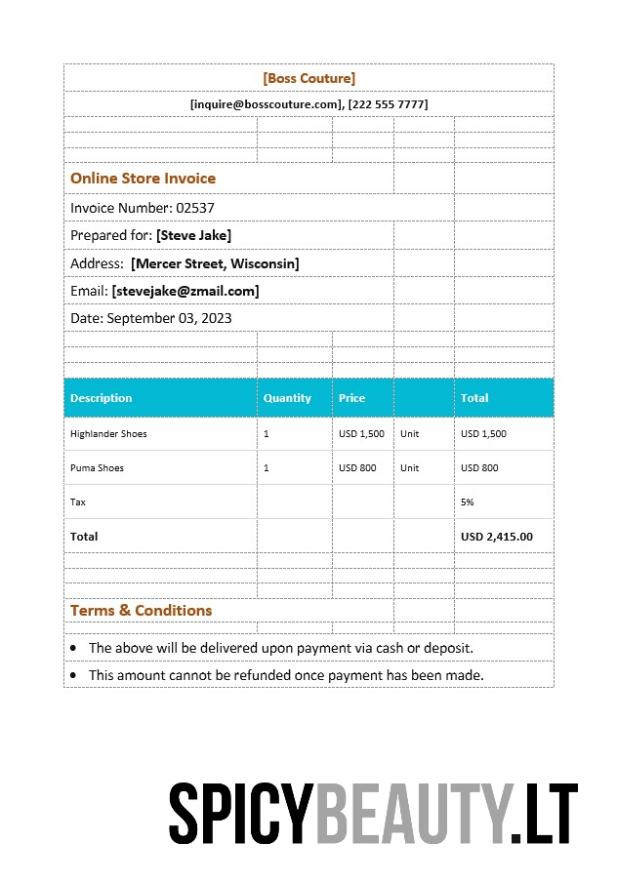 [Boss Couture]
[inquire@bosscouture.com], [222 555 7777]
Online Store Invoice
Invoice Number: 02537
Prepared for: [Steve Jake]
Address: [Mercer Street, Wisconsin]
Email: [stevejake@zmail.com]
Date: September 03, 2023
Description Quantity Price Total
Highlander Shoes 1 USD 1,500 Unit USD 1,500
Puma Shoes 1 USD 800 Unit USD 800
Tax 5%
Total USD 2,415.00
Terms & Conditions
• The above will be delivered upon payment via cash or deposit.
• This amount cannot be refunded once payment has been made.
SPICYBEAUTY.LT